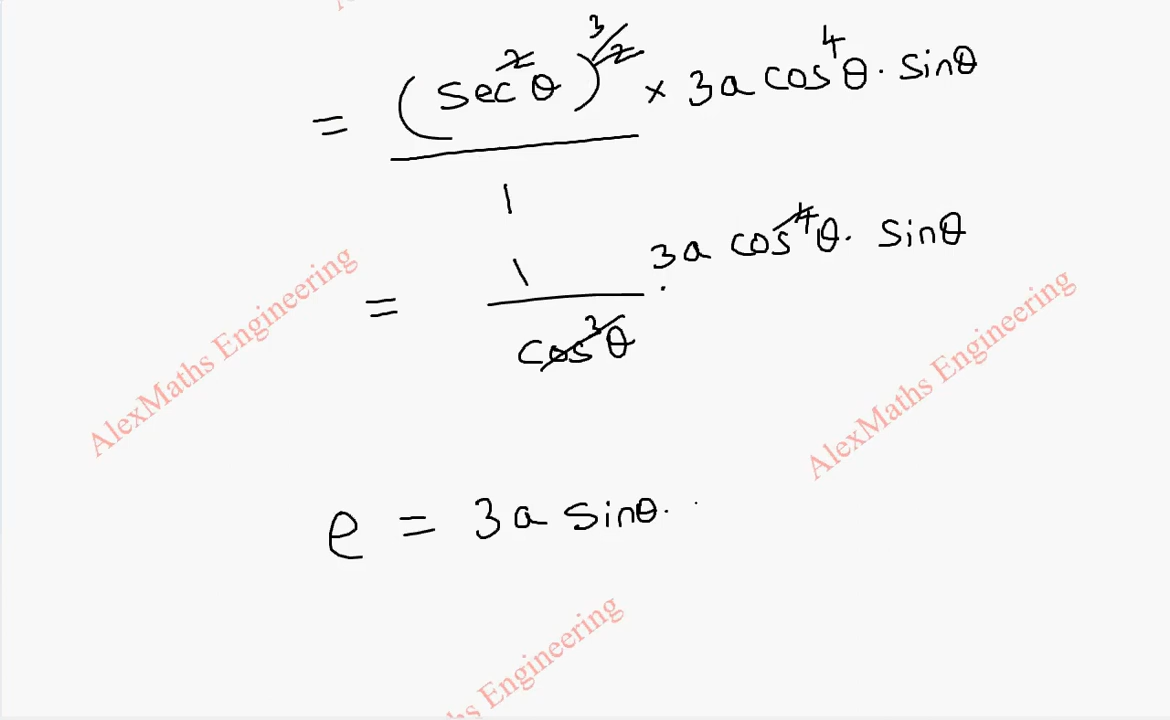 = (sec²θ)^3/2 / 1 × 3a cos⁴θ · sinθ
= 1 / cos³θ · 3a cos⁴θ · sinθ
AlexMaths Engineering
AlexMaths Engineering
ρ = 3a sinθ ·
Engineering